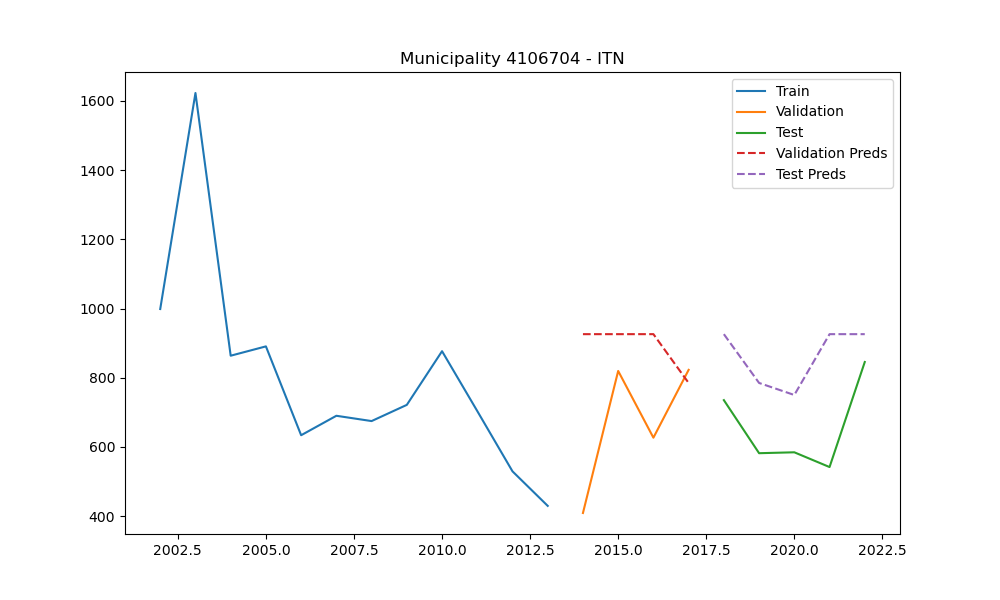 Municipality 4106704 - ITN
Train
Validation
Test
Validation Preds
Test Preds
1600
1400
1200
1000
800
600
400
2002.5 2005.0 2007.5 2010.0 2012.5 2015.0 2017.5 2020.0 2022.5